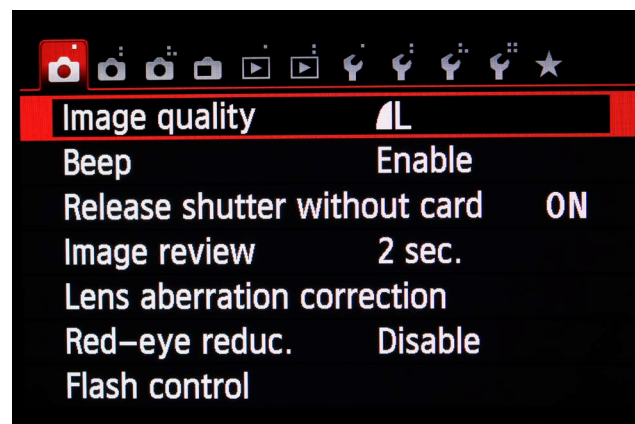 Image quality L
Beep Enable
Release shutter without card ON
Image review 2 sec.
Lens aberration correction
Red-eye reduc. Disable
Flash control